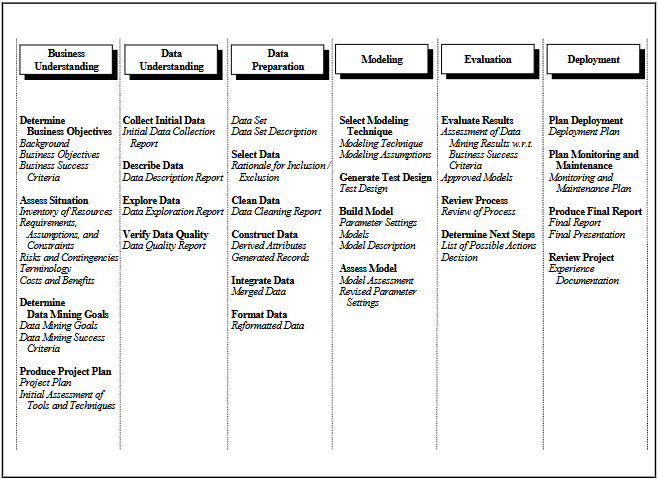 Business
Understanding
Data
Understanding
Data
Preparation
Modeling
Evaluation
Deployment
Determine
Business Objectives
Background
Business Objectives
Business Success
Criteria
Assess Situation
Inventory of Resources
Requirements,
Assumptions, and
Constraints
Risks and Contingencies
Terminology
Costs and Benefits
Determine
Data Mining Goals
Data Mining Goals
Data Mining Success
Criteria
Produce Project Plan
Project Plan
Initial Assessment of
Tools and Techniques
Collect Initial Data
Initial Data Collection
Report
Describe Data
Data Description Report
Explore Data
Data Exploration Report
Verify Data Quality
Data Quality Report
Data Set
Data Set Description
Select Data
Rationale for Inclusion /
Exclusion
Clean Data
Data Cleaning Report
Construct Data
Derived Attributes
Generated Records
Integrate Data
Merged Data
Format Data
Reformatted Data
Select Modeling
Technique
Modeling Technique
Modeling Assumptions
Generate Test Design
Test Design
Build Model
Parameter Settings
Models
Model Description
Assess Model
Model Assessment
Revised Parameter
Settings
Evaluate Results
Assessment of Data
Mining Results w.r.t.
Business Success
Criteria
Approved Models
Review Process
Review of Process
Determine Next Steps
List of Possible Actions
Decision
Plan Deployment
Deployment Plan
Plan Monitoring and
Maintenance
Monitoring and
Maintenance Plan
Produce Final Report
Final Report
Final Presentation
Review Project
Experience
Documentation